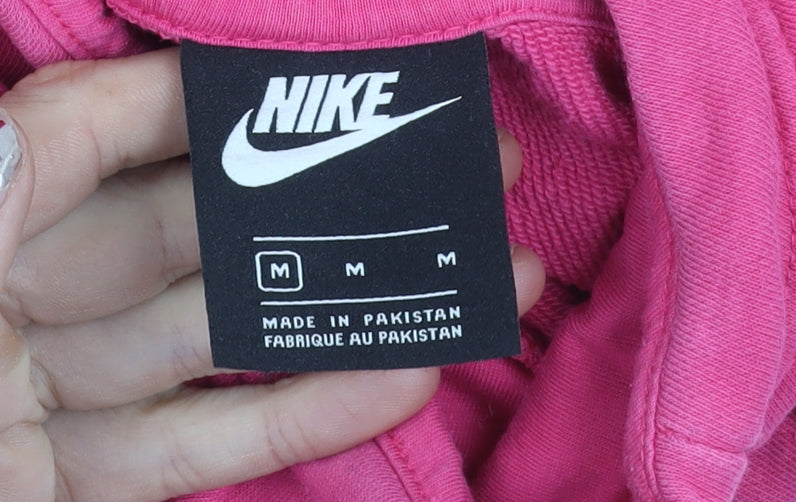 NIKE
M M M
MADE IN PAKISTAN
FABRIQUE AU PAKISTAN